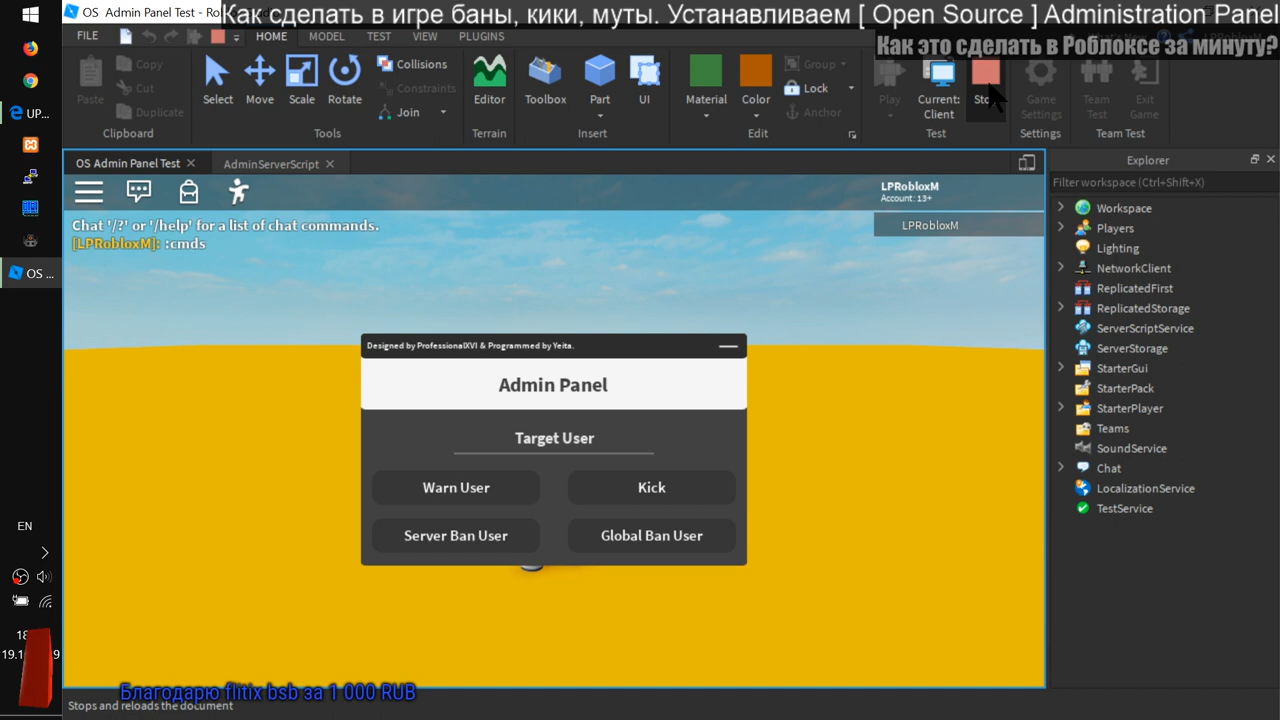 OS Admin Panel Test - Ro
Как сделать в игре баны, кики, муты. Устанавливаем [ Open Source ] Administration Panel
Как это сделать в Роблоксе за минуту?
FILE
HOME
MODEL
TEST
VIEW
PLUGINS
Paste
Copy
Cut
Duplicate
Clipboard
Select
Move
Scale
Rotate
Collisions
Constraints
Join
Tools
Editor
Terrain
Toolbox
Part
UI
Insert
Material
Color
Group
Lock
Anchor
Edit
Play
Current:
Client
Test
Game
Settings
Settings
Team
Test
Exit
Game
Team Test
UP...
OS ...
OS Admin Panel Test
AdminServerScript
LPRobloxM
Account: 13+
LPRobloxM
Chat '/?' or '/help' for a list of chat commands.
[LPRobloxM]: :cmds
Designed by ProfessionalXVI & Programmed by Yeita.
Admin Panel
Target User
Warn User
Kick
Server Ban User
Global Ban User
Explorer
Filter workspace (Ctrl+Shift+X)
Workspace
Players
Lighting
NetworkClient
ReplicatedFirst
ReplicatedStorage
ServerScriptService
ServerStorage
StarterGui
StarterPack
StarterPlayer
Teams
SoundService
Chat
LocalizationService
TestService
EN
Благодарю flitix bsb за 1 000 RUB
Stops and reloads the document